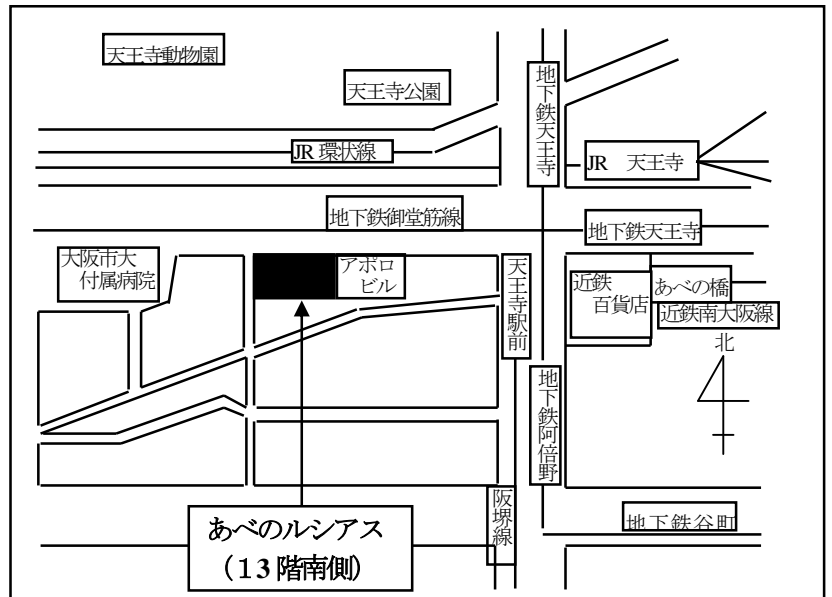 天王寺動物園
天王寺公園
地下鉄天王寺
JR 環状線
JR 天王寺
地下鉄御堂筋線
地下鉄天王寺
大阪市大
付属病院
アポロ
ビル
天王寺駅前
近鉄
百貨店
あべの橋
近鉄南大阪線
北
地下鉄阿倍野
阪堺線
地下鉄谷町
あべのルシアス
（13階南側）